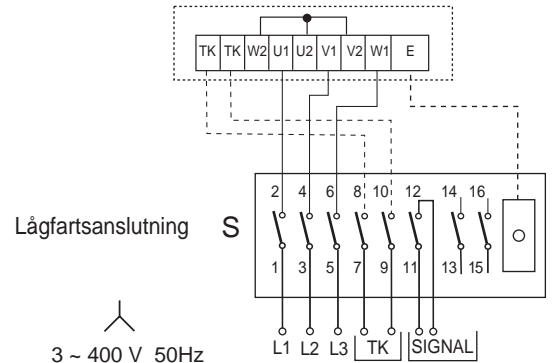 TK TK W2 U1 U2 V1 V2 W1 E
2 4 6 8 10 12 14 16
Lågfartsanslutning S
1 3 5 7 9 11 13 15
L1 L2 L3 TK SIGNAL
3 ~ 400 V 50Hz